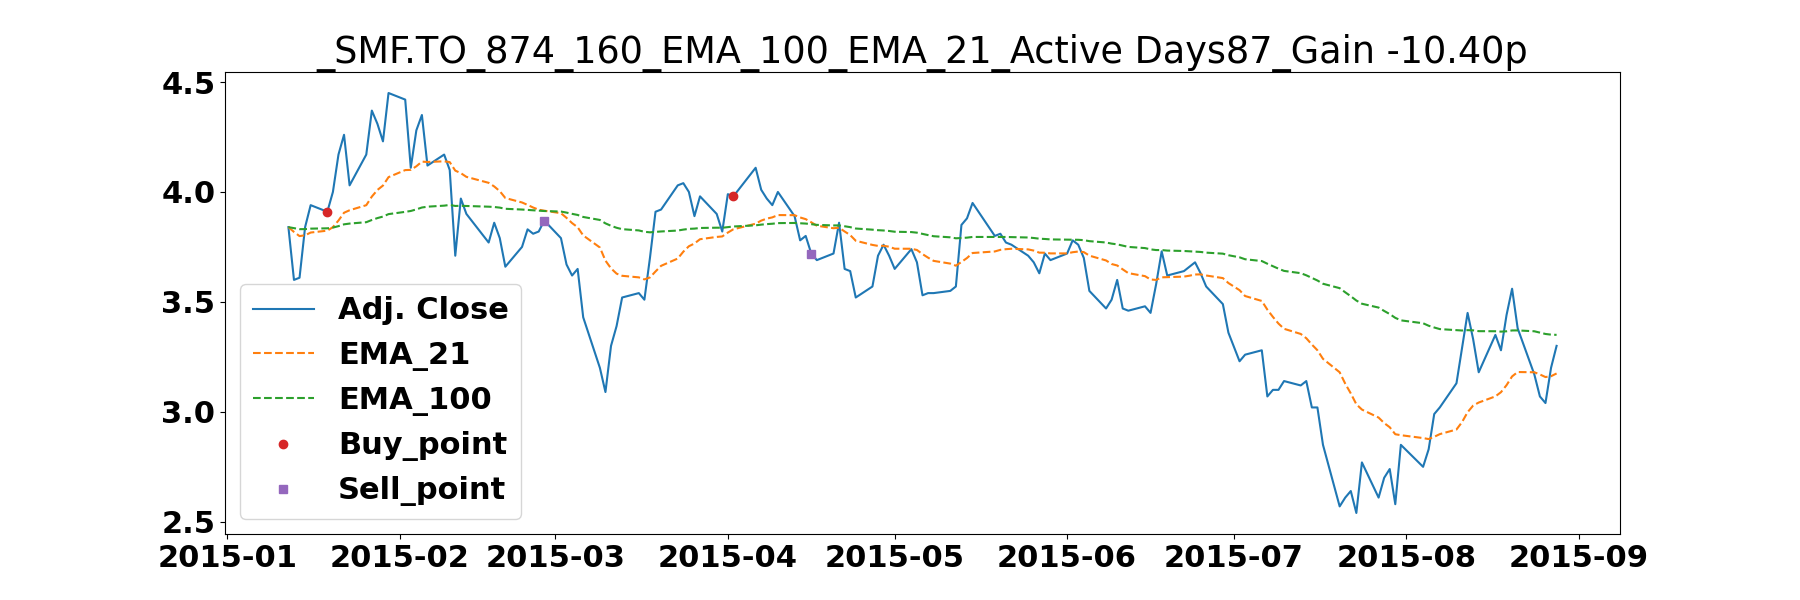 _SMF.TO_874_160_EMA_100_EMA_21_Active Days87_Gain -10.40p
4.5
4.0
3.5
3.0
2.5
Adj. Close
EMA_21
EMA_100
Buy_point
Sell_point
2015-01 2015-02 2015-03 2015-04 2015-05 2015-06 2015-07 2015-08 2015-09